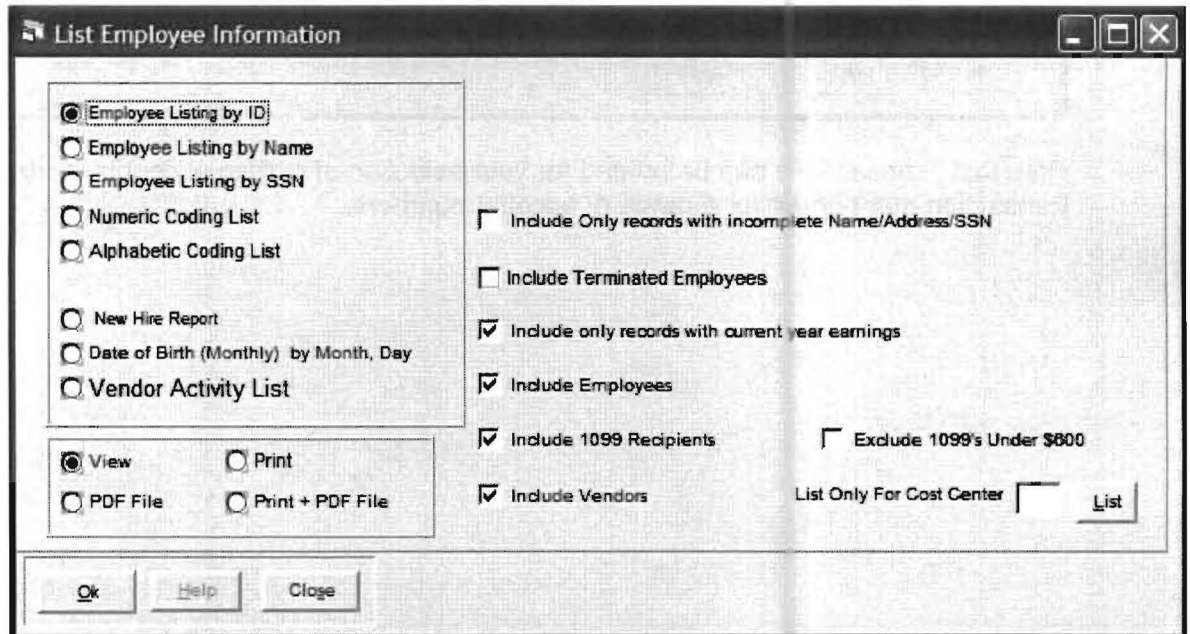 List Employee Information
Employee Listing by ID
Employee Listing by Name
Employee Listing by SSN
Numeric Coding List
Alphabetic Coding List
New Hire Report
Date of Birth (Monthly) by Month, Day
Vendor Activity List
View
Print
PDF File
Print + PDF File
Include Only records with incomplete Name/Address/SSN
Include Terminated Employees
Include only records with current year earnings
Include Employees
Include 1099 Recipients
Exclude 1099's Under $600
Include Vendors
List Only For Cost Center
List
Ok
Help
Close